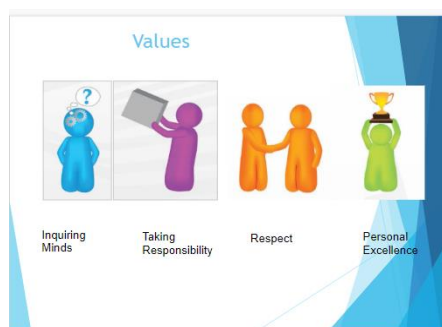 Values
?
Inquiring
Minds
Taking
Responsibility
Respect
Personal
Excellence